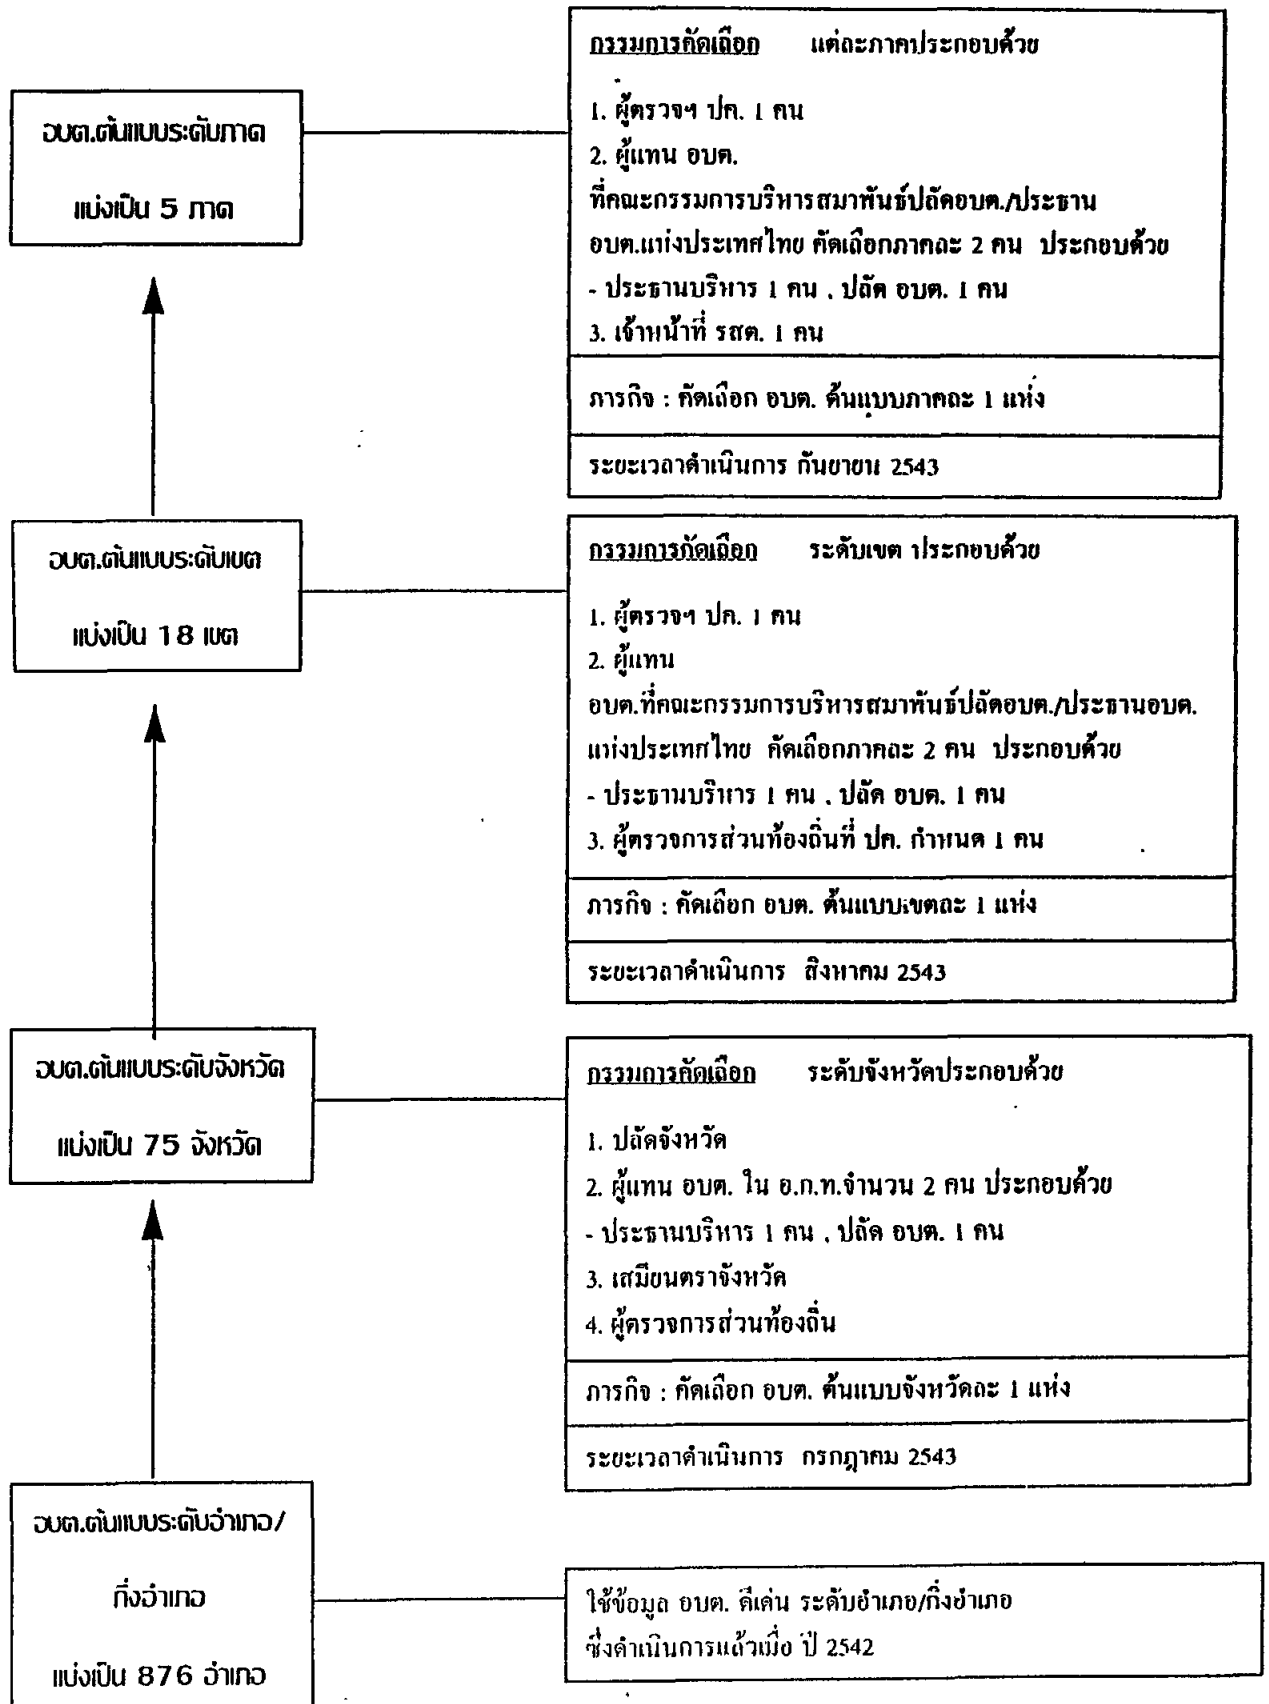 อบต.ต้นแบบระดับภาค
แบ่งเป็น 5 ภาค
กรรมการคัดเลือก แต่ละภาคประกอบด้วย
1. ผู้ตรวจฯ ปค. 1 คน
2. ผู้แทน อบต.
ที่คณะกรรมการบริหารสมาพันธ์ปลัดอบต./ประธาน
อบต.แห่งประเทศไทย คัดเลือกภาคละ 2 คน ประกอบด้วย
- ประธานบริหาร 1 คน , ปลัด อบต. 1 คน
3. เจ้าหน้าที่ รสต. 1 คน
ภารกิจ : คัดเลือก อบต. ต้นแบบภาคละ 1 แห่ง
ระยะเวลาดำเนินการ กันยายน 2543
อบต.ต้นแบบระดับเขต
แบ่งเป็น 18 เขต
กรรมการคัดเลือก ระดับเขต ประกอบด้วย
1. ผู้ตรวจฯ ปค. 1 คน
2. ผู้แทน
อบต.ที่คณะกรรมการบริหารสมาพันธ์ปลัดอบต./ประธานอบต.
แห่งประเทศไทย คัดเลือกภาคละ 2 คน ประกอบด้วย
- ประธานบริหาร 1 คน , ปลัด อบต. 1 คน
3. ผู้ตรวจการส่วนท้องถิ่นที่ ปค. กำหนด 1 คน
ภารกิจ : คัดเลือก อบต. ต้นแบบเขตละ 1 แห่ง
ระยะเวลาดำเนินการ สิงหาคม 2543
อบต.ต้นแบบระดับจังหวัด
แบ่งเป็น 75 จังหวัด
กรรมการคัดเลือก ระดับจังหวัดประกอบด้วย
1. ปลัดจังหวัด
2. ผู้แทน อบต. ใน อ.ก.ท.จำนวน 2 คน ประกอบด้วย
- ประธานบริหาร 1 คน , ปลัด อบต. 1 คน
3. เสมียนตราจังหวัด
4. ผู้ตรวจการส่วนท้องถิ่น
ภารกิจ : คัดเลือก อบต. ต้นแบบจังหวัดละ 1 แห่ง
ระยะเวลาดำเนินการ กรกฎาคม 2543
อบต.ต้นแบบระดับอำเภอ/
กิ่งอำเภอ
แบ่งเป็น 876 อำเภอ
ใช้ข้อมูล อบต. ดีเด่น ระดับอำเภอ/กิ่งอำเภอ
ซึ่งดำเนินการแล้วเมื่อ ปี 2542